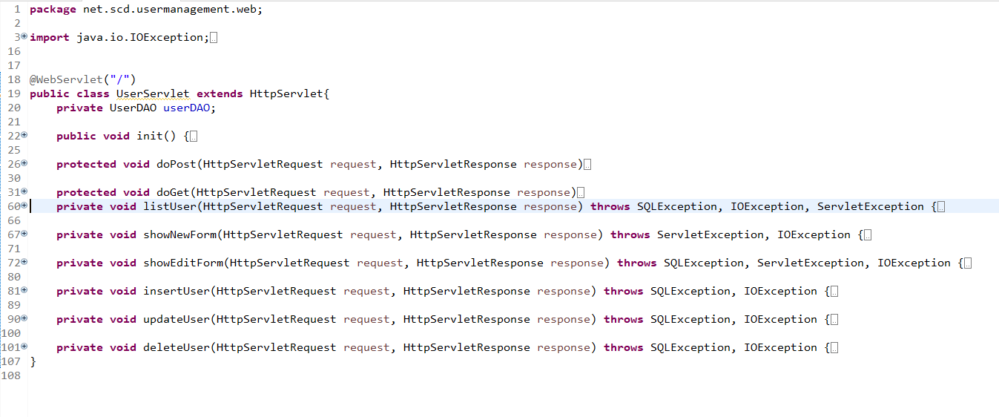 1 package net.scd.usermanagement.web;
2
3 import java.io.IOException;
16
17
18 @WebServlet("/")
19 public class UserServlet extends HttpServlet{
20 private UserDAO userDAO;
21
22 public void init() {
25
26 protected void doPost(HttpServletRequest request, HttpServletResponse response)
30
31 protected void doGet(HttpServletRequest request, HttpServletResponse response)
60 private void listUser(HttpServletRequest request, HttpServletResponse response) throws SQLException, IOException, ServletException {
66
67 private void showNewForm(HttpServletRequest request, HttpServletResponse response) throws ServletException, IOException {
71
72 private void showEditForm(HttpServletRequest request, HttpServletResponse response) throws SQLException, ServletException, IOException {
80
81 private void insertUser(HttpServletRequest request, HttpServletResponse response) throws SQLException, IOException {
89
90 private void updateUser(HttpServletRequest request, HttpServletResponse response) throws SQLException, IOException {
100
101 private void deleteUser(HttpServletRequest request, HttpServletResponse response) throws SQLException, IOException {
107 }
108